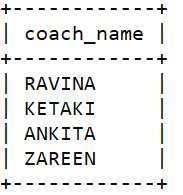 +------------+
| coach_name |
+------------+
| RAVINA     |
| KETAKI     |
| ANKITA     |
| ZAREEN     |
+------------+